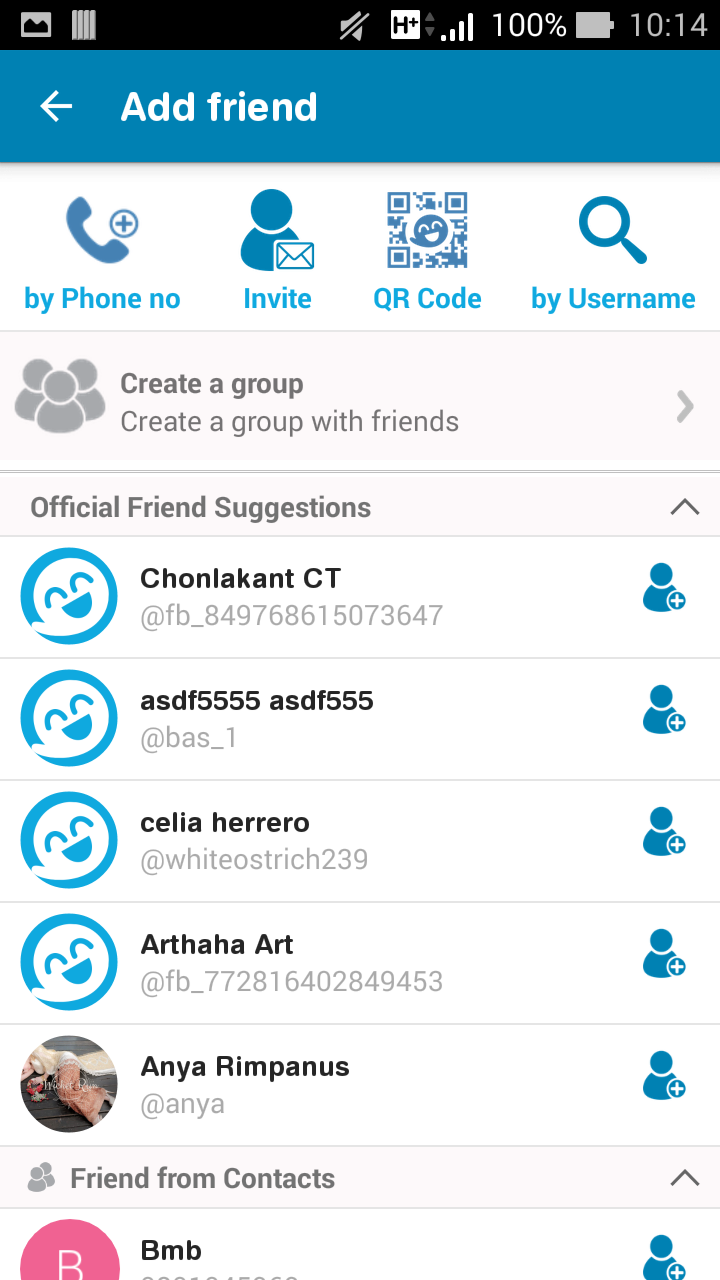 H+ 100% 10:14
Add friend
by Phone no
Invite
QR Code
by Username
Create a group
Create a group with friends
Official Friend Suggestions
Chonlakant CT
@fb_849768615073647
asdf5555 asdf555
@bas_1
celia herrero
@whiteostrich239
Arthaha Art
@fb_772816402849453
Anya Rimpanus
@anya
Friend from Contacts
B
Bmb